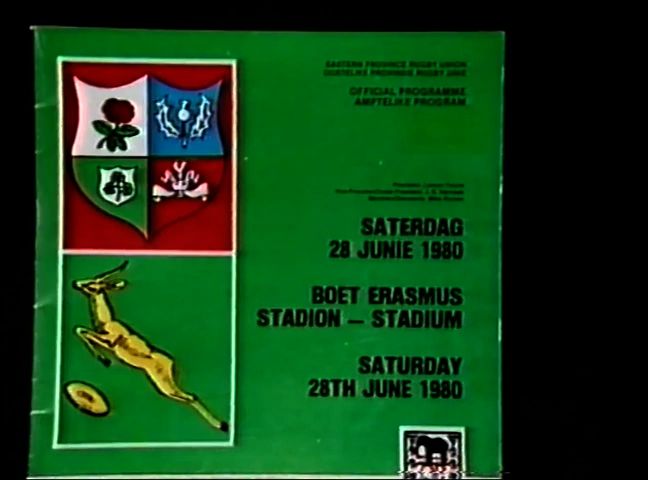 EASTERN PROVINCE RUGBY UNION
OOSTELIKE PROVINSIE RUGBY UNIE
OFFICIAL PROGRAMME
AMPTELIKE PROGRAM
SATERDAG
28 JUNIE 1980
BOET ERASMUS
STADION — STADIUM
SATURDAY
28TH JUNE 1980